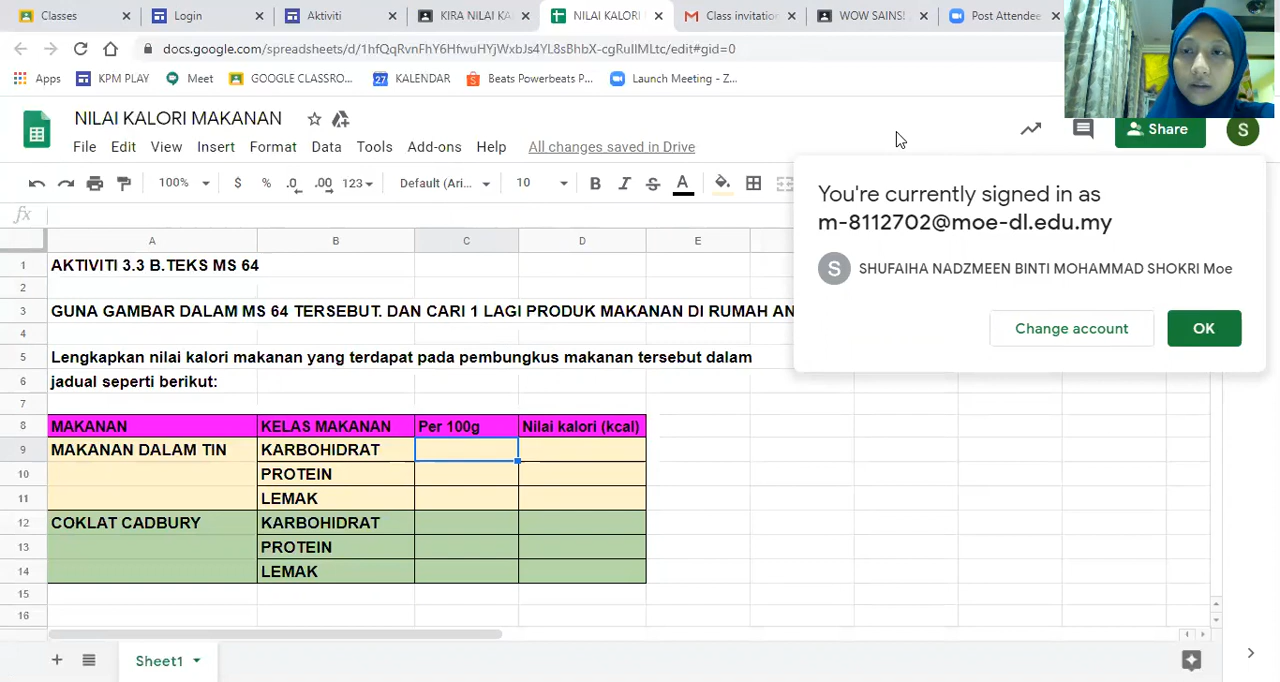 Classes
Login
Aktiviti
KIRA NILAI KA
NILAI KALORI
Class invitation
WOW SAINS!
Post Attendee
docs.google.com/spreadsheets/d/1hfQqRvnFhY6HfwuHYjWxbJs4YL8sBhbX-cgRulIMLtc/edit#gid=0
Apps KPM PLAY Meet GOOGLE CLASSRO... KALENDAR Beats Powerbeats P... Launch Meeting - Z...
NILAI KALORI MAKANAN
Share
S
File Edit View Insert Format Data Tools Add-ons Help All changes saved in Drive
100% $ % .0 .00 123 Default (Ari... 10 B I S A
You're currently signed in as
m-8112702@moe-dl.edu.my
S SHUFAIHA NADZMEEN BINTI MOHAMMAD SHOKRI Moe
Change account OK
fx
A B C D E
1 AKTIVITI 3.3 B.TEKS MS 64
2
3 GUNA GAMBAR DALAM MS 64 TERSEBUT. DAN CARI 1 LAGI PRODUK MAKANAN DI RUMAH AN
4
5 Lengkapkan nilai kalori makanan yang terdapat pada pembungkus makanan tersebut dalam
6 jadual seperti berikut:
7
8 MAKANAN KELAS MAKANAN Per 100g Nilai kalori (kcal)
9 MAKANAN DALAM TIN KARBOHIDRAT
10 PROTEIN
11 LEMAK
12 COKLAT CADBURY KARBOHIDRAT
13 PROTEIN
14 LEMAK
15
16
Sheet1